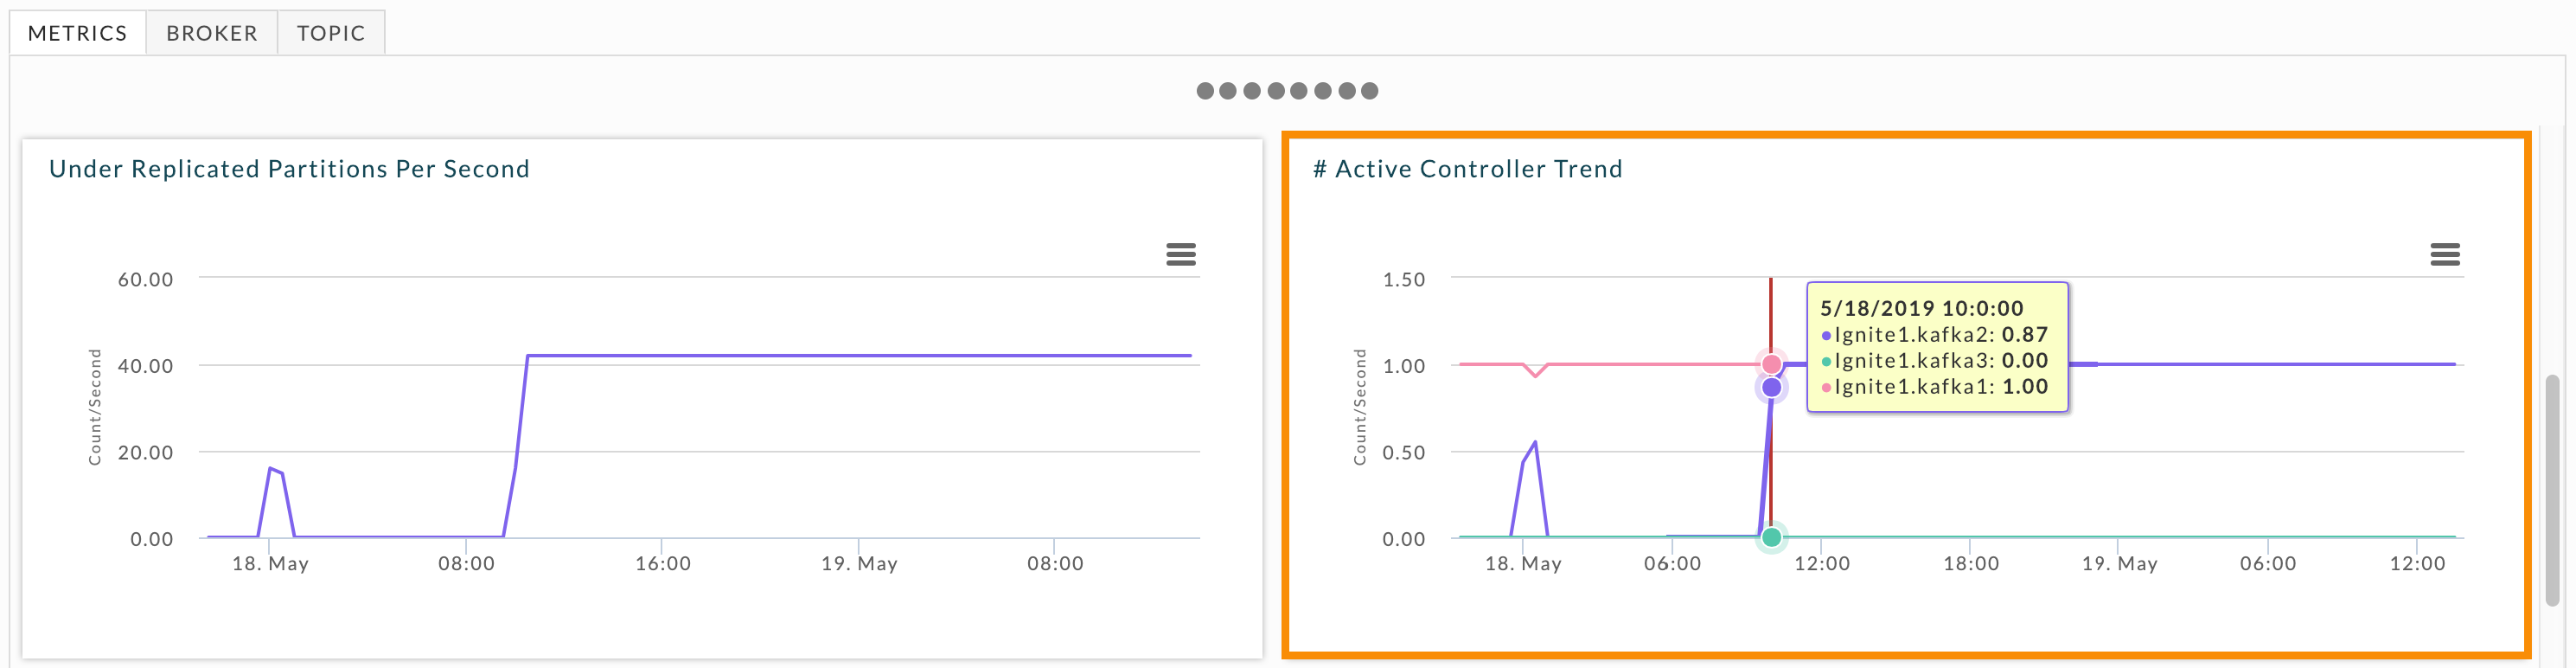 METRICS BROKER TOPIC
Under Replicated Partitions Per Second
60.00
40.00
20.00
0.00
Count/Second
18. May 08:00 16:00 19. May 08:00
# Active Controller Trend
1.50
1.00
0.50
0.00
Count/Second
5/18/2019 10:0:00
Ignite1.kafka2: 0.87
Ignite1.kafka3: 0.00
Ignite1.kafka1: 1.00
18. May 06:00 12:00 18:00 19. May 06:00 12:00